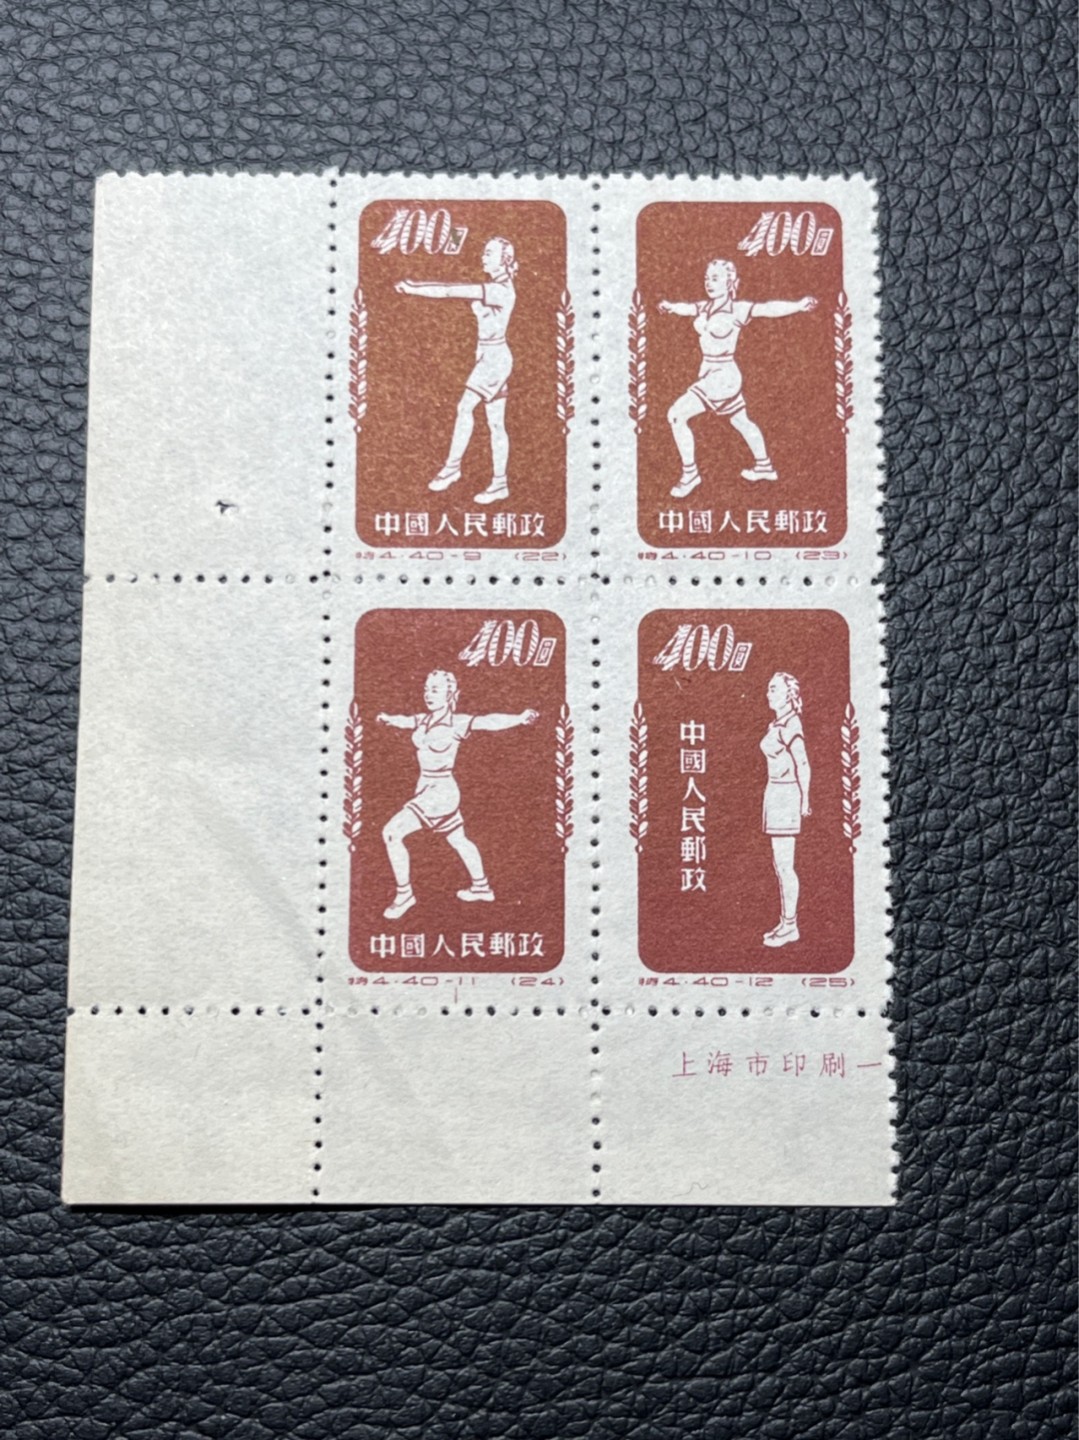 400圆
中國人民郵政
特4·40-9 (22)
400圆
中國人民郵政
特4·40-10 (23)
400圆
中國人民郵政
特4·40-11 (24)
400圆
中國人民郵政
特4·40-12 (25)
上海市印刷一